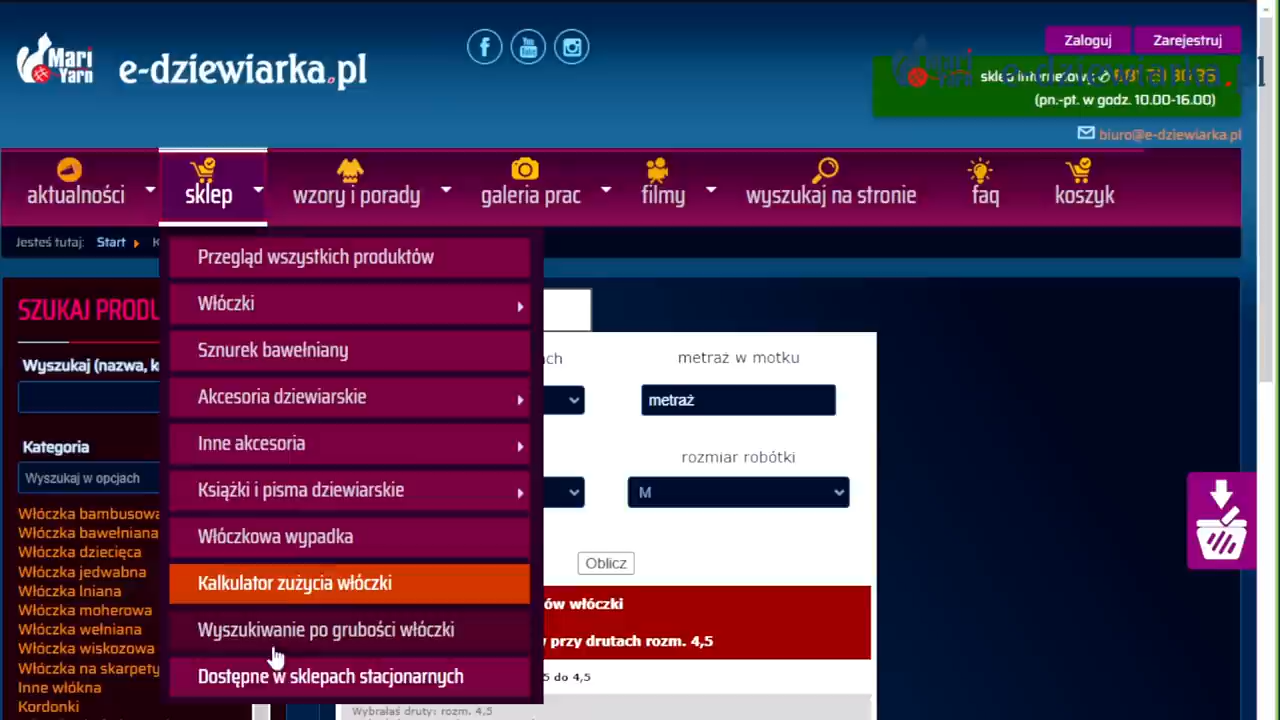 Mari
Yarn
e-dziewiarka.pl
Zaloguj
Zarejestruj
sklep internetowy
(pn.-pt. w godz. 10.00-16.00)
biuro@e-dziewiarka.pl
aktualności
sklep
wzory i porady
galeria prac
filmy
wyszukaj na stronie
faq
koszyk
Jesteś tutaj: Start
Przegląd wszystkich produktów
Włóczki
Sznurek bawełniany
Akcesoria dziewiarskie
Inne akcesoria
Książki i pisma dziewiarskie
Włóczkowa wypadka
Kalkulator zużycia włóczki
Wyszukiwanie po grubości włóczki
Dostępne w sklepach stacjonarnych
SZUKAJ PRODU
Wyszukaj (nazwa, k
Kategoria
Wyszukaj w opcjach
Włóczka bambusowa
Włóczka bawełniana
Włóczka dziecięca
Włóczka jedwabna
Włóczka lniana
Włóczka moherowa
Włóczka wełniana
Włóczka wiskozowa
Włóczka na skarpety
Inne włókna
Kordonki
ach
metraż w motku
metraż
rozmiar robótki
M
Oblicz
ów włóczki
y przy drutach rozm. 4,5
5 do 4,5
Wybrałaś druty: rozm. 4,5